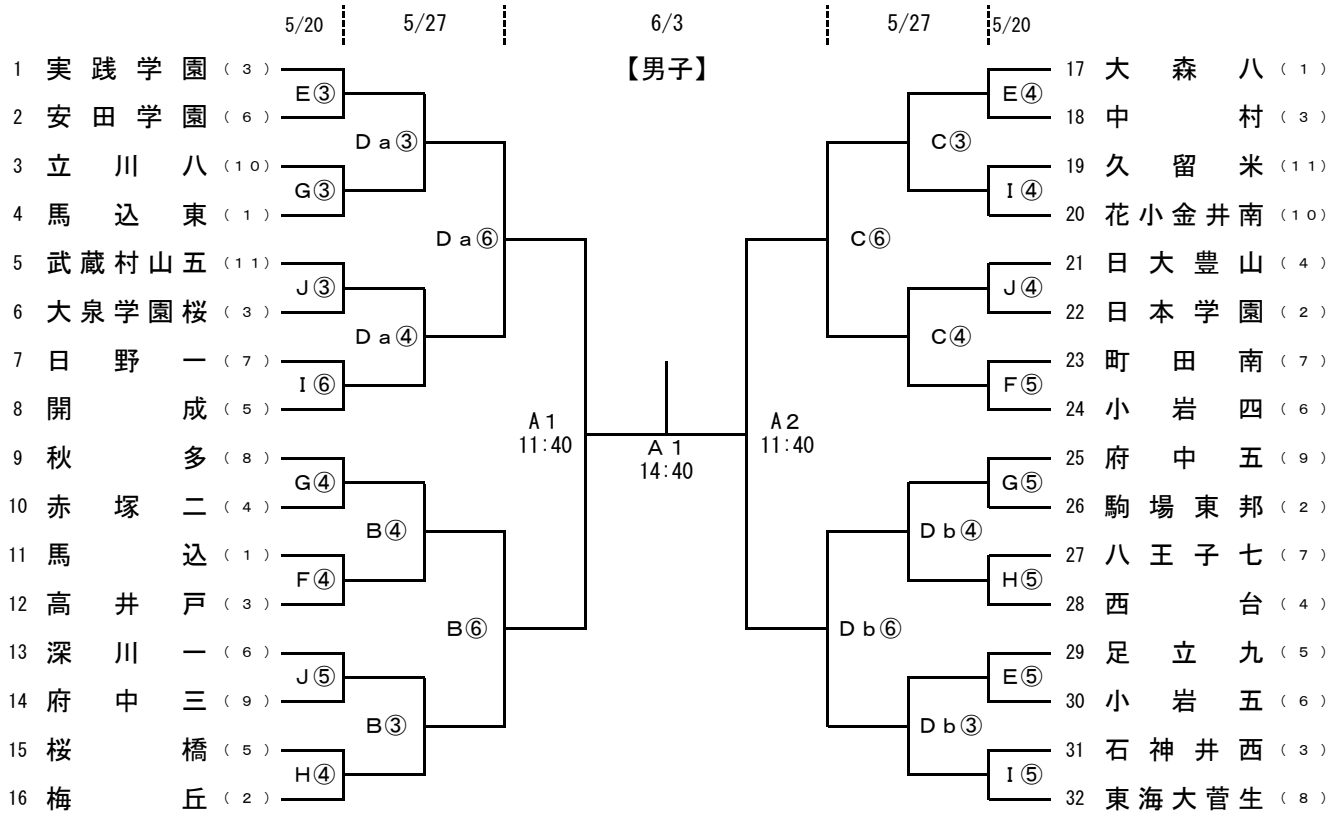 5/20 5/27 6/3 5/27 5/20
【男子】
1 実践学園 (3)
E③
2 安田学園 (6)
Da③
3 立川八 (10)
G③
4 馬込東 (1)
Da⑥
5 武蔵村山五 (11)
J③
6 大泉学園桜 (3)
Da④
7 日野一 (7)
I⑥
8 開成 (5)
A1
11:40
9 秋多 (8)
G④
10 赤塚二 (4)
B④
11 馬込 (1)
F④
12 高井戸 (3)
B⑥
13 深川一 (6)
J⑤
14 府中三 (9)
B③
15 桜橋 (5)
H④
16 梅丘 (2)
A1
14:40
17 大森八 (1)
E④
18 中村 (3)
C③
19 久留米 (11)
I④
20 花小金井南 (10)
C⑥
21 日大豊山 (4)
J④
22 日本学園 (2)
C④
23 町田南 (7)
F⑤
24 小岩四 (6)
A2
11:40
25 府中五 (9)
G⑤
26 駒場東邦 (2)
Db④
27 八王子七 (7)
H⑤
28 西台 (4)
Db⑥
29 足立九 (5)
E⑤
30 小岩五 (6)
Db③
31 石神井西 (3)
I⑤
32 東海大菅生 (8)